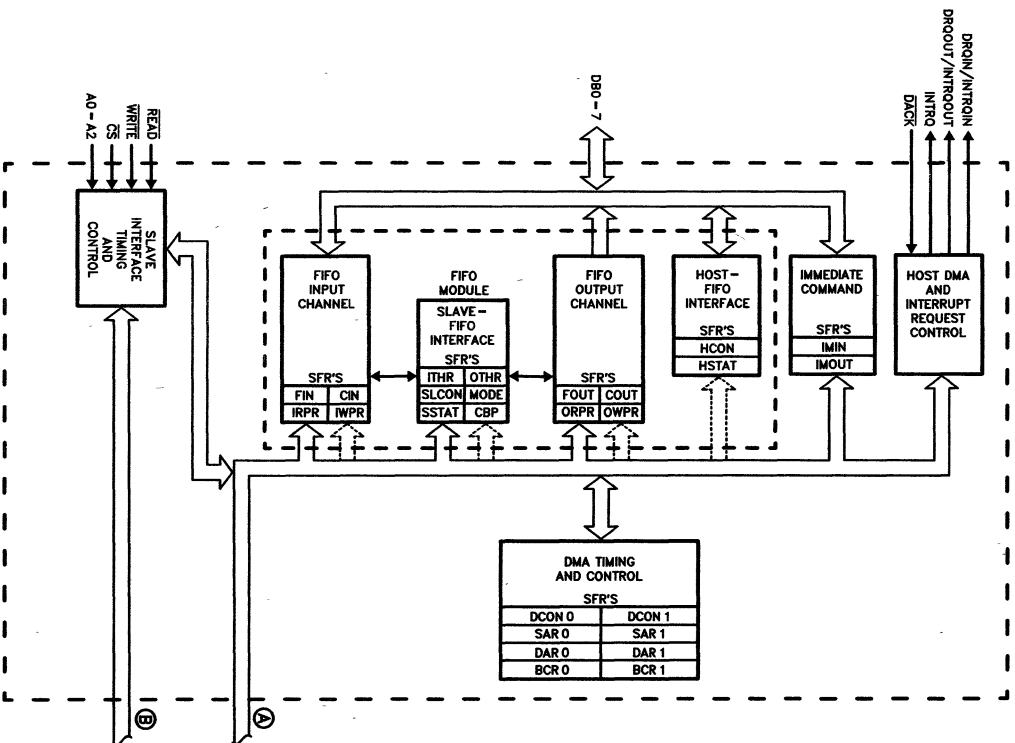 DRQIN/INTRQIN
DRQOUT/INTRQOUT
INTRQ
DACK
DB0-7
READ
WRITE
CS
A0-A2
SLAVE
INTERFACE
TIMING
AND
CONTROL
FIFO
INPUT
CHANNEL
SFR'S
FIN CIN
IRPR IWPR
FIFO
MODULE
SLAVE-
FIFO
INTERFACE
SFR'S
ITHR OTHR
SLCON MODE
SSTAT CBP
FIFO
OUTPUT
CHANNEL
SFR'S
FOUT COUT
ORPR OWPR
HOST-
FIFO
INTERFACE
SFR'S
HCON
HSTAT
IMMEDIATE
COMMAND
SFR'S
IMIN
IMOUT
HOST DMA
AND
INTERRUPT
REQUEST
CONTROL
DMA TIMING
AND CONTROL
SFR'S
DCON 0 DCON 1
SAR 0 SAR 1
DAR 0 DAR 1
BCR 0 BCR 1
B
A